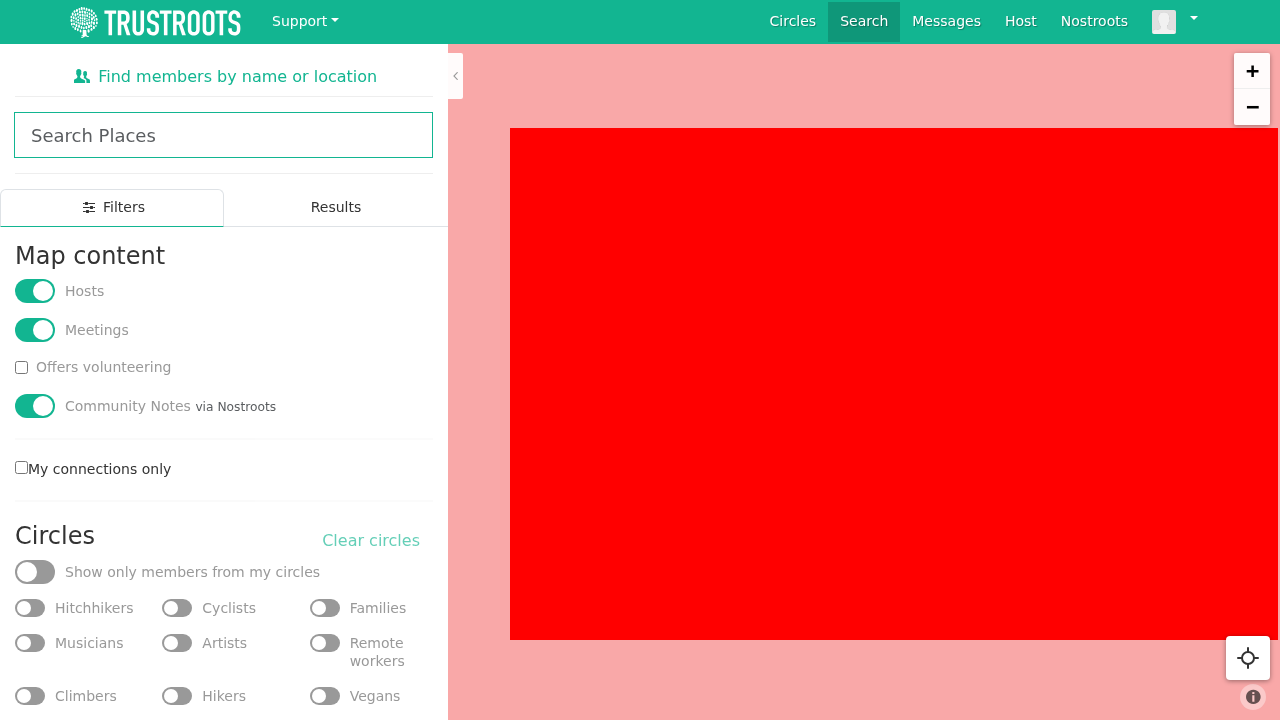 TRUSTROOTS
Support
Circles
Search
Messages
Host
Nostroots
Find members by name or location
Search Places
Filters
Results
Map content
Hosts
Meetings
Offers volunteering
Community Notes via Nostroots
My connections only
Circles
Clear circles
Show only members from my circles
Hitchhikers
Cyclists
Families
Musicians
Artists
Remote
workers
Climbers
Hikers
Vegans